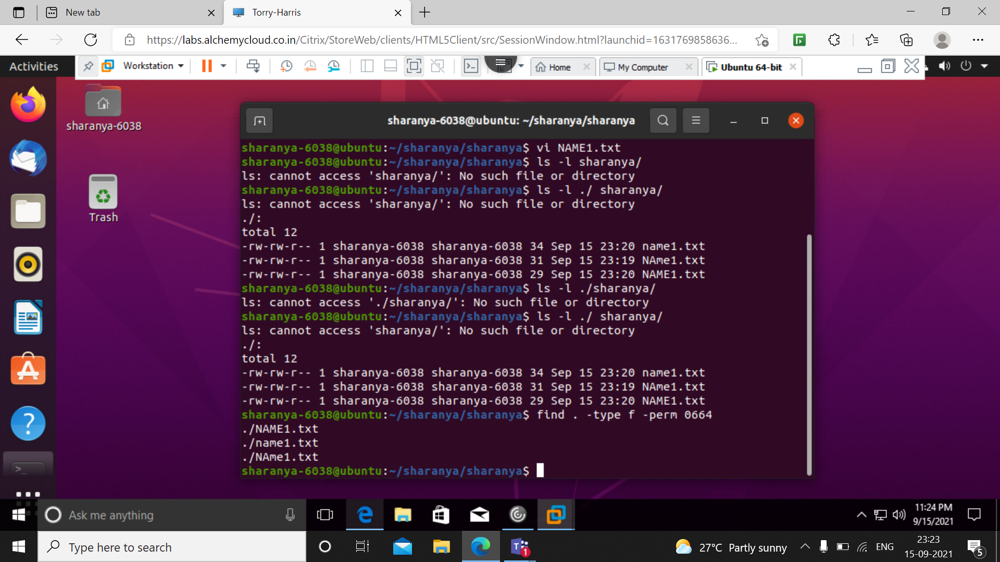 New tab
Torry-Harris
https://labs.alchemycloud.co.in/Citrix/StoreWeb/clients/HTML5Client/src/SessionWindow.html?launchid=1631769858636...
Activities
Workstation
Home
My Computer
Ubuntu 64-bit
sharanya-6038
Trash
sharanya-6038@ubuntu: ~/sharanya/sharanya
sharanya-6038@ubuntu:~/sharanya/sharanya$ vi NAME1.txt
sharanya-6038@ubuntu:~/sharanya/sharanya$ ls -l sharanya/
ls: cannot access 'sharanya/': No such file or directory
sharanya-6038@ubuntu:~/sharanya/sharanya$ ls -l ./ sharanya/
ls: cannot access 'sharanya/': No such file or directory
./:
total 12
-rw-rw-r-- 1 sharanya-6038 sharanya-6038 34 Sep 15 23:20 name1.txt
-rw-rw-r-- 1 sharanya-6038 sharanya-6038 31 Sep 15 23:19 NAme1.txt
-rw-rw-r-- 1 sharanya-6038 sharanya-6038 29 Sep 15 23:20 NAME1.txt
sharanya-6038@ubuntu:~/sharanya/sharanya$ ls -l ./sharanya/
ls: cannot access './sharanya/': No such file or directory
sharanya-6038@ubuntu:~/sharanya/sharanya$ ls -l ./ sharanya/
ls: cannot access 'sharanya/': No such file or directory
./:
total 12
-rw-rw-r-- 1 sharanya-6038 sharanya-6038 34 Sep 15 23:20 name1.txt
-rw-rw-r-- 1 sharanya-6038 sharanya-6038 31 Sep 15 23:19 NAme1.txt
-rw-rw-r-- 1 sharanya-6038 sharanya-6038 29 Sep 15 23:20 NAME1.txt
sharanya-6038@ubuntu:~/sharanya/sharanya$ find . -type f -perm 0664
./NAME1.txt
./name1.txt
./NAme1.txt
sharanya-6038@ubuntu:~/sharanya/sharanya$
Ask me anything
11:24 PM
9/15/2021
Type here to search
1
27°C Partly sunny
ENG
23:23
15-09-2021
5